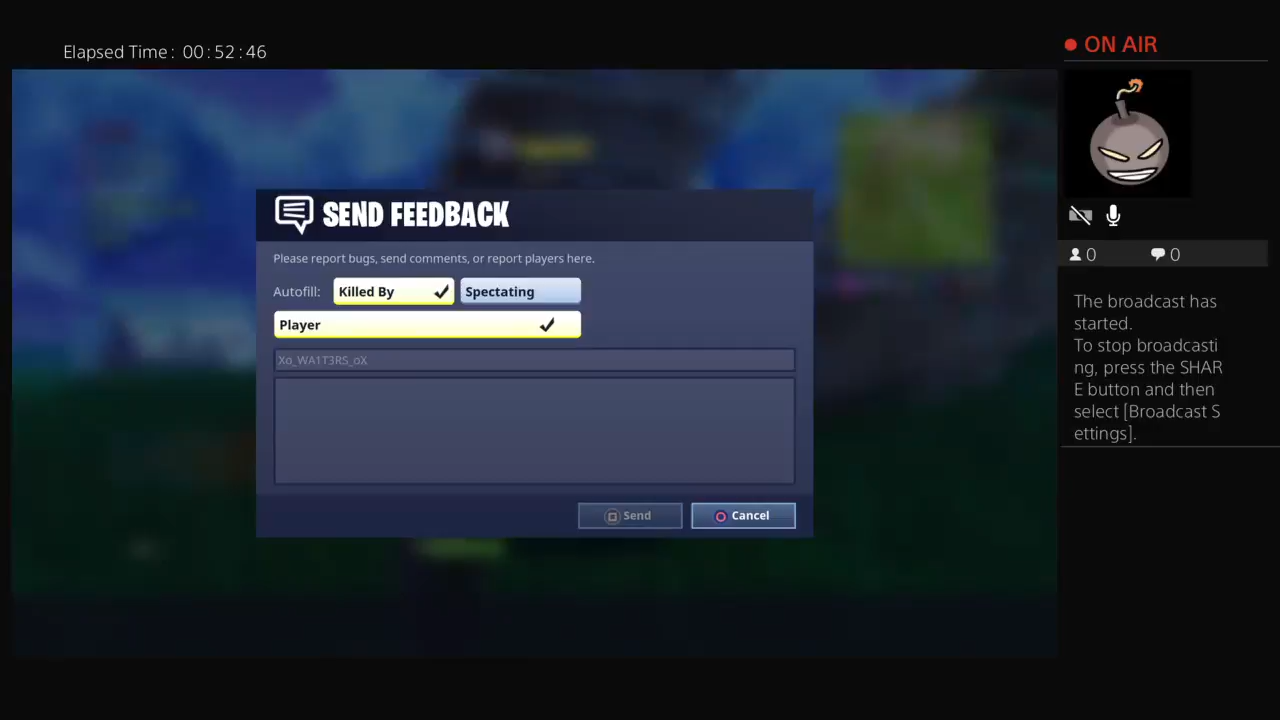 Elapsed Time: 00:52:46
ON AIR
SEND FEEDBACK
Please report bugs, send comments, or report players here.
Autofill: Killed By Spectating
Player
Xo_WA1T3RS_oX
Send Cancel
0 0
The broadcast has
started.
To stop broadcasti
ng, press the SHAR
E button and then
select [Broadcast S
ettings].